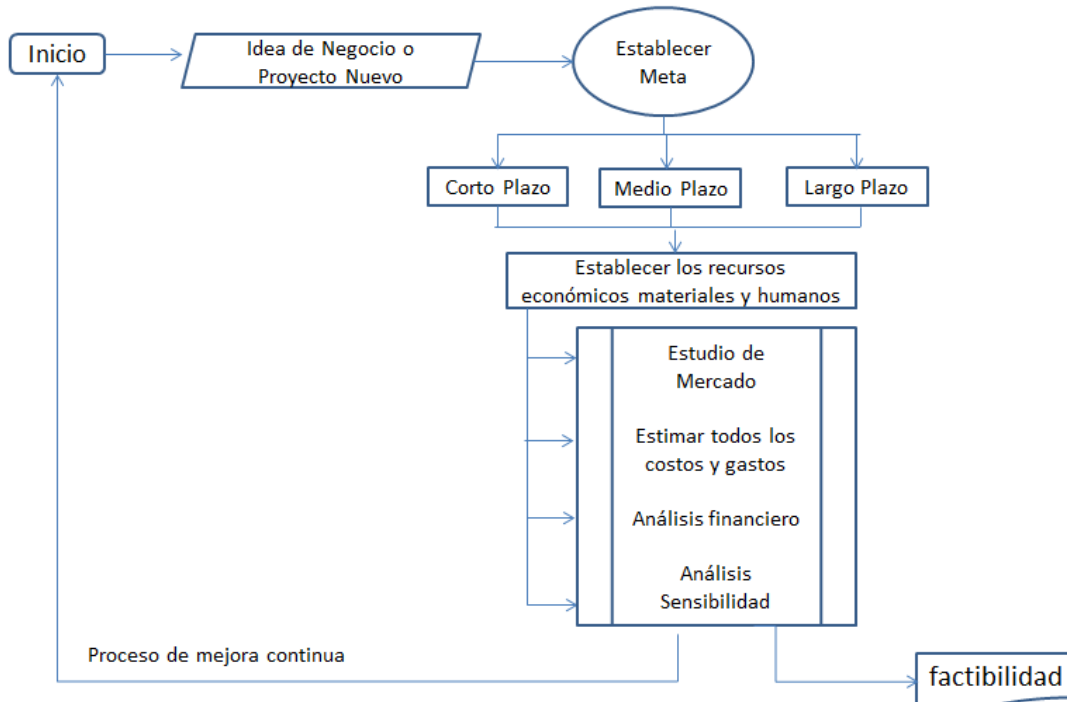 Inicio
Idea de Negocio o
Proyecto Nuevo
Establecer
Meta
Corto Plazo
Medio Plazo
Largo Plazo
Establecer los recursos
económicos materiales y humanos
Estudio de
Mercado
Estimar todos los
costos y gastos
Análisis financiero
Análisis
Sensibilidad
Proceso de mejora continua
factibilidad